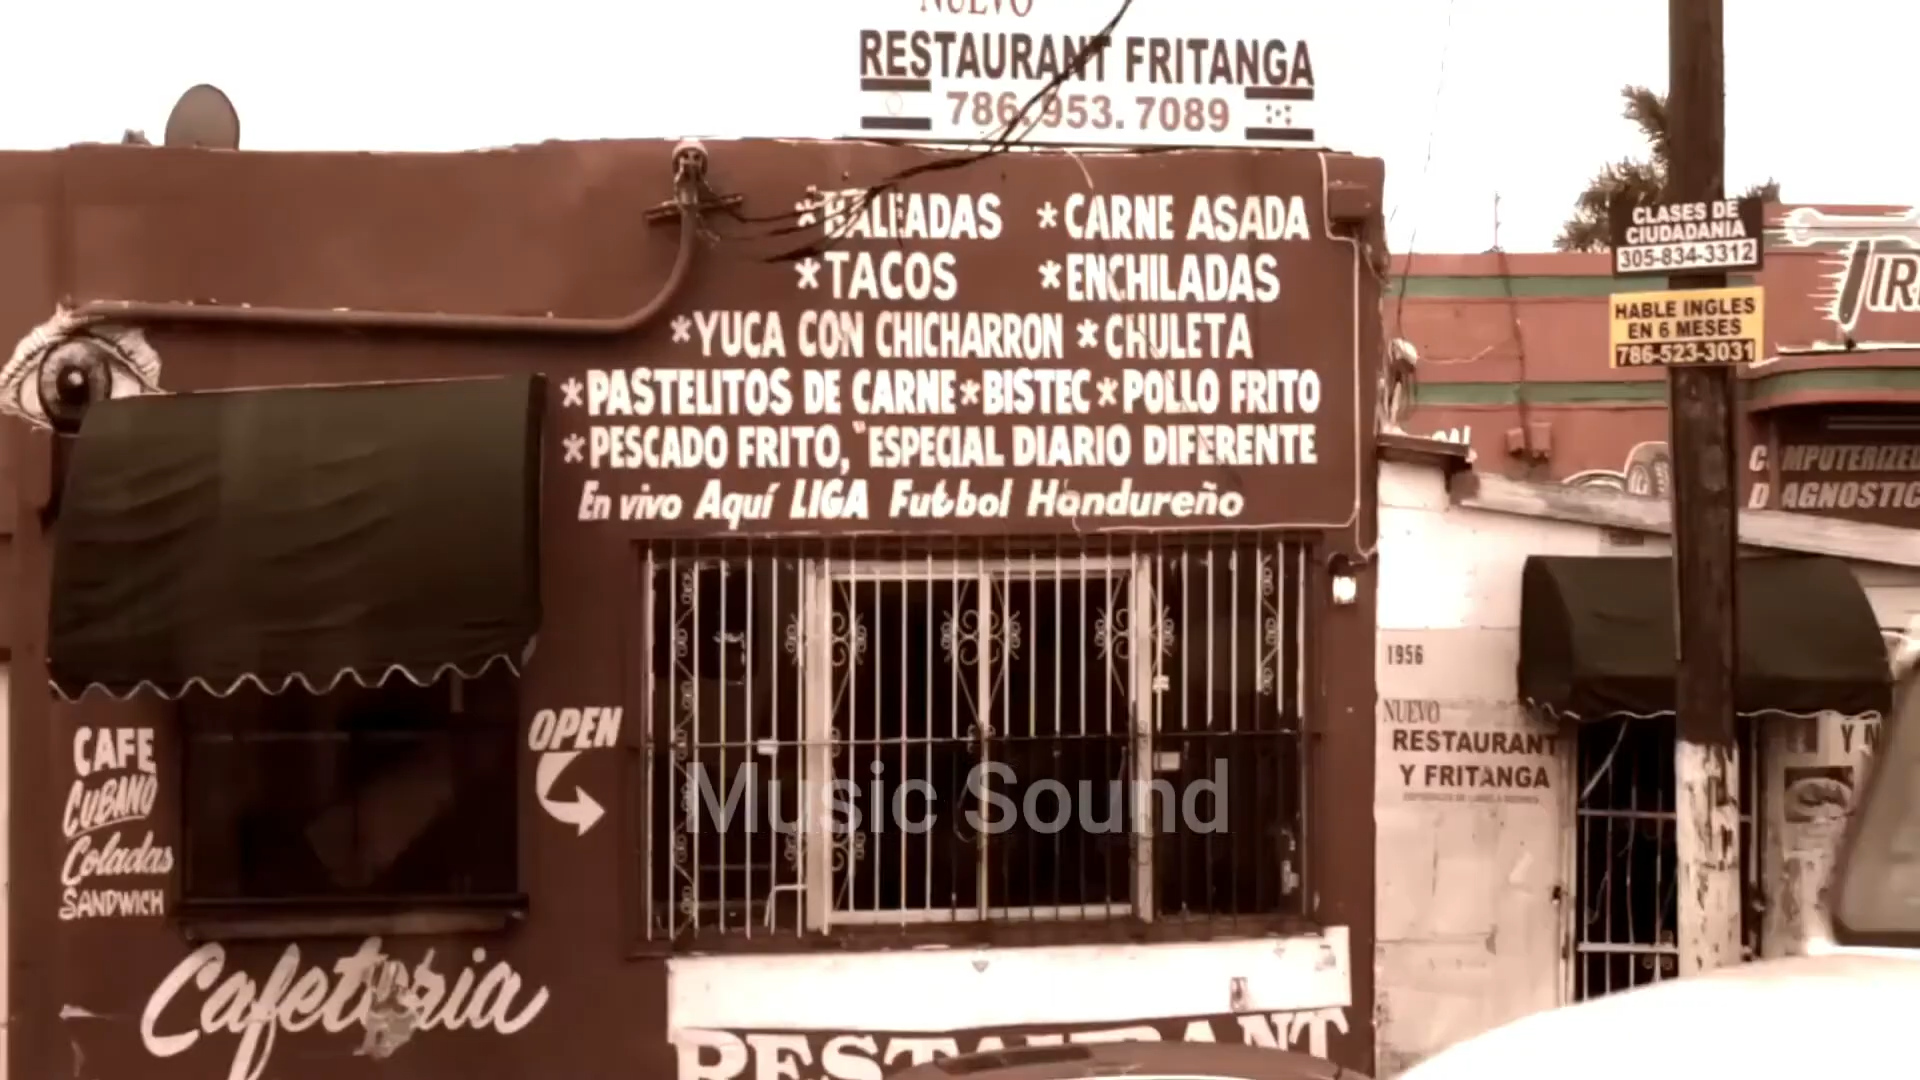 NUEVO
RESTAURANT FRITANGA
786.953.7089
*BALEADAS *CARNE ASADA
*TACOS *ENCHILADAS
*YUCA CON CHICHARRON *CHULETA
*PASTELITOS DE CARNE*BISTEC*POLLO FRITO
*PESCADO FRITO, "ESPECIAL DIARIO DIFERENTE
En vivo Aquí LIGA Futbol Hondureño
CLASES DE
CIUDADANIA
305-834-3312
HABLE INGLES
EN 6 MESES
786-523-3031
TIR
COMPUTERIZED
DIAGNOSTIC
OPEN
CAFE
CUBANO
Coladas
SANDWICH
Cafeteria
Music Sound
1956
NUEVO
RESTAURANT
Y FRITANGA
Y N
RESTAURANT